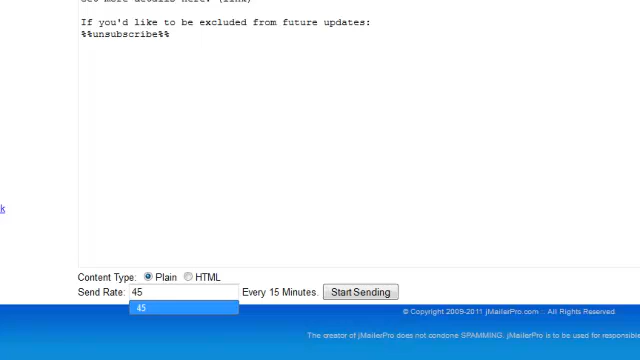 If you'd like to be excluded from future updates:
%%unsubscribe%%
k
Content Type: Plain HTML
Send Rate: 45 Every 15 Minutes. Start Sending
45
© Copyright 2009-2011 jMailerPro.com :. All Rights Reserved.
The creator of jMailerPro does not condone SPAMMING. jMailerPro is to be used for responsible